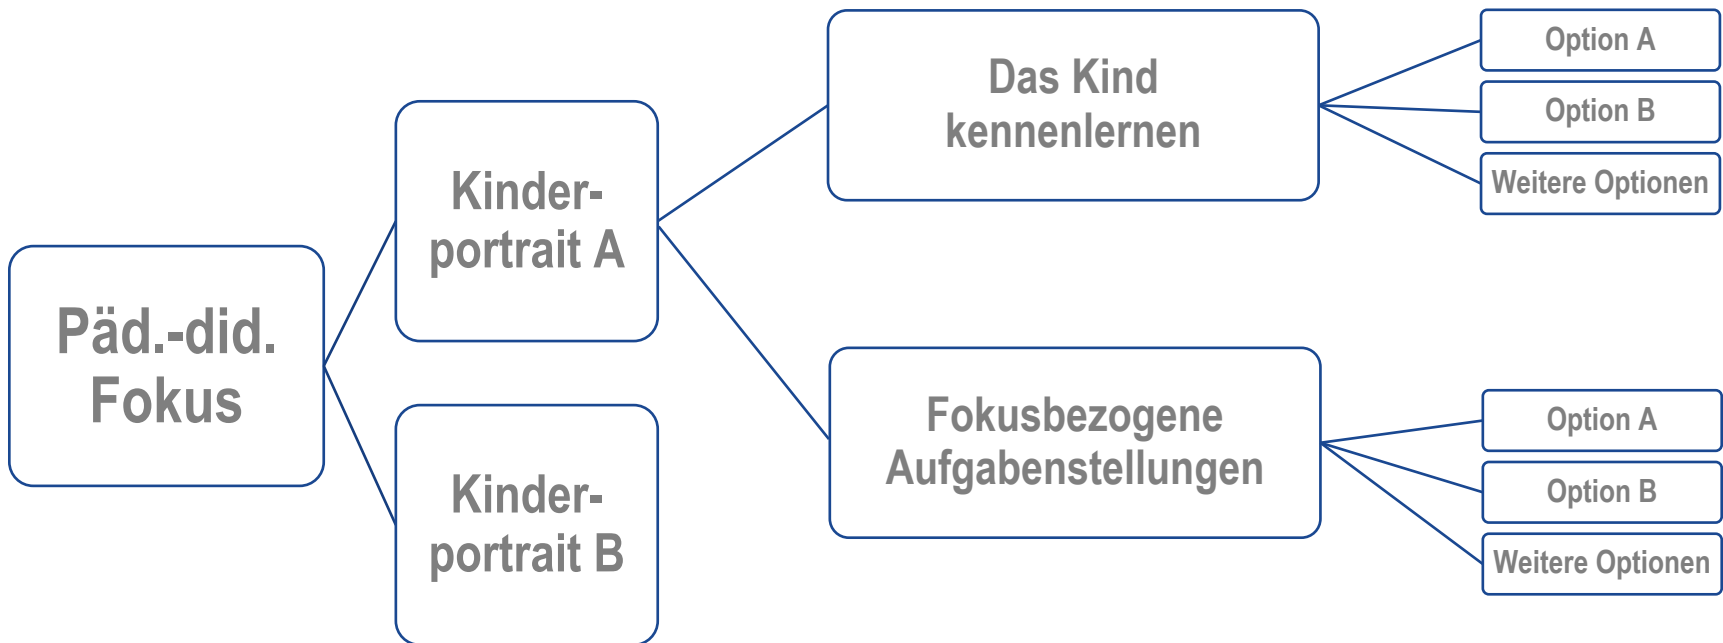 Päd.-did.
Fokus
Kinder-
portrait A
Kinder-
portrait B
Das Kind
kennenlernen
Option A
Option B
Weitere Optionen
Fokusbezogene
Aufgabenstellungen
Option A
Option B
Weitere Optionen